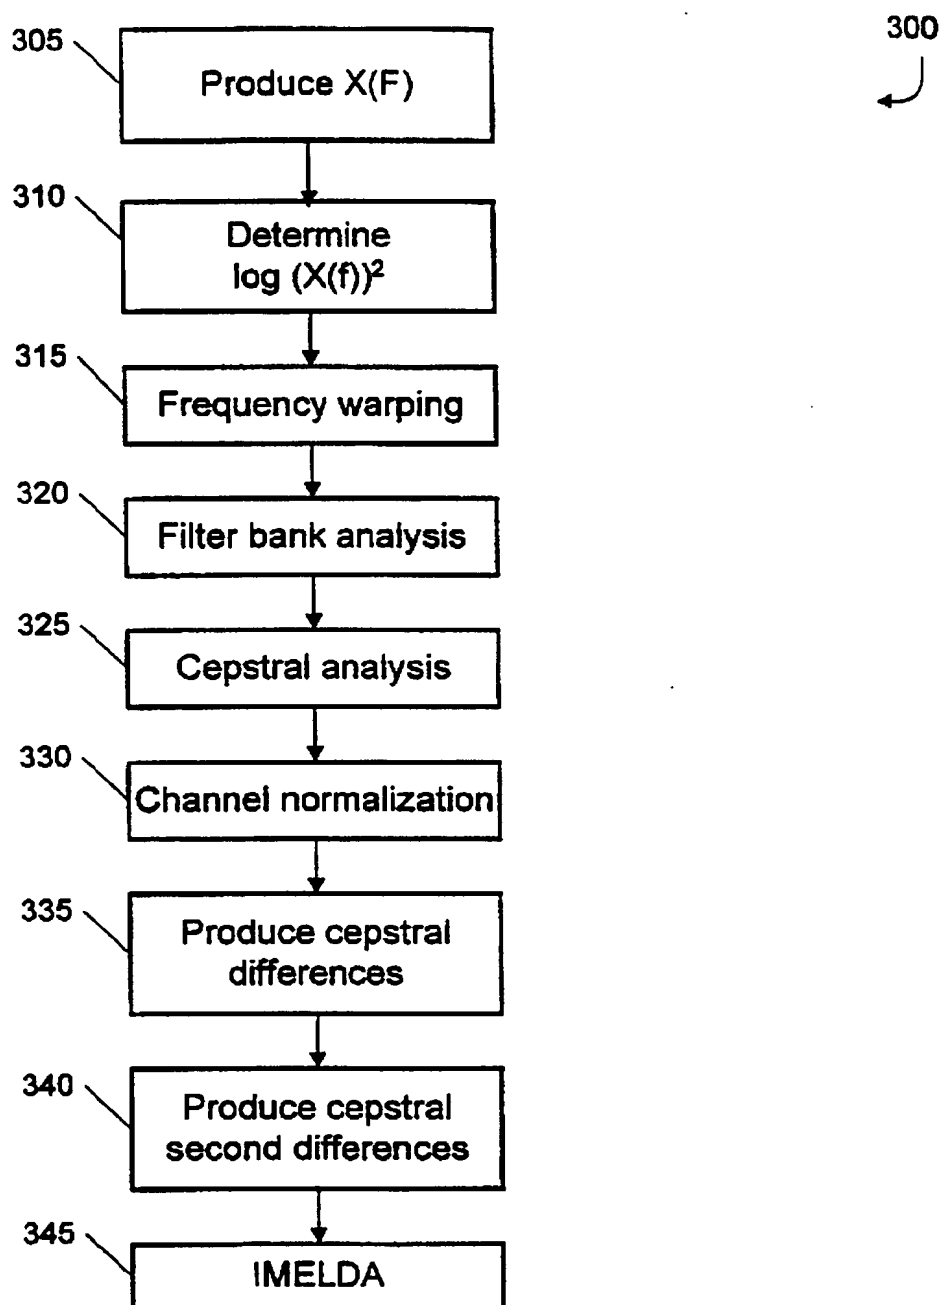 300
305
Produce X(F)
310
Determine
log (X(f))²
315
Frequency warping
320
Filter bank analysis
325
Cepstral analysis
330
Channel normalization
335
Produce cepstral
differences
340
Produce cepstral
second differences
345
IMELDA